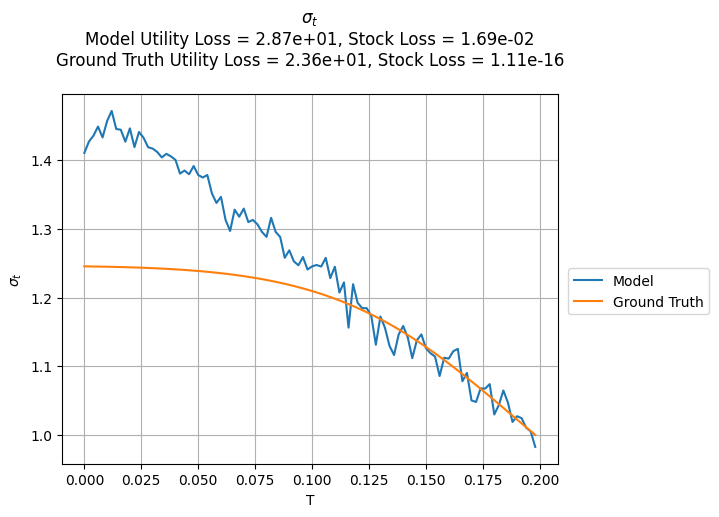 σₜ
Model Utility Loss = 2.87e+01, Stock Loss = 1.69e-02
Ground Truth Utility Loss = 2.36e+01, Stock Loss = 1.11e-16
1.4
1.3
1.2
1.1
1.0
σₜ
0.000 0.025 0.050 0.075 0.100 0.125 0.150 0.175 0.200
T
Model
Ground Truth